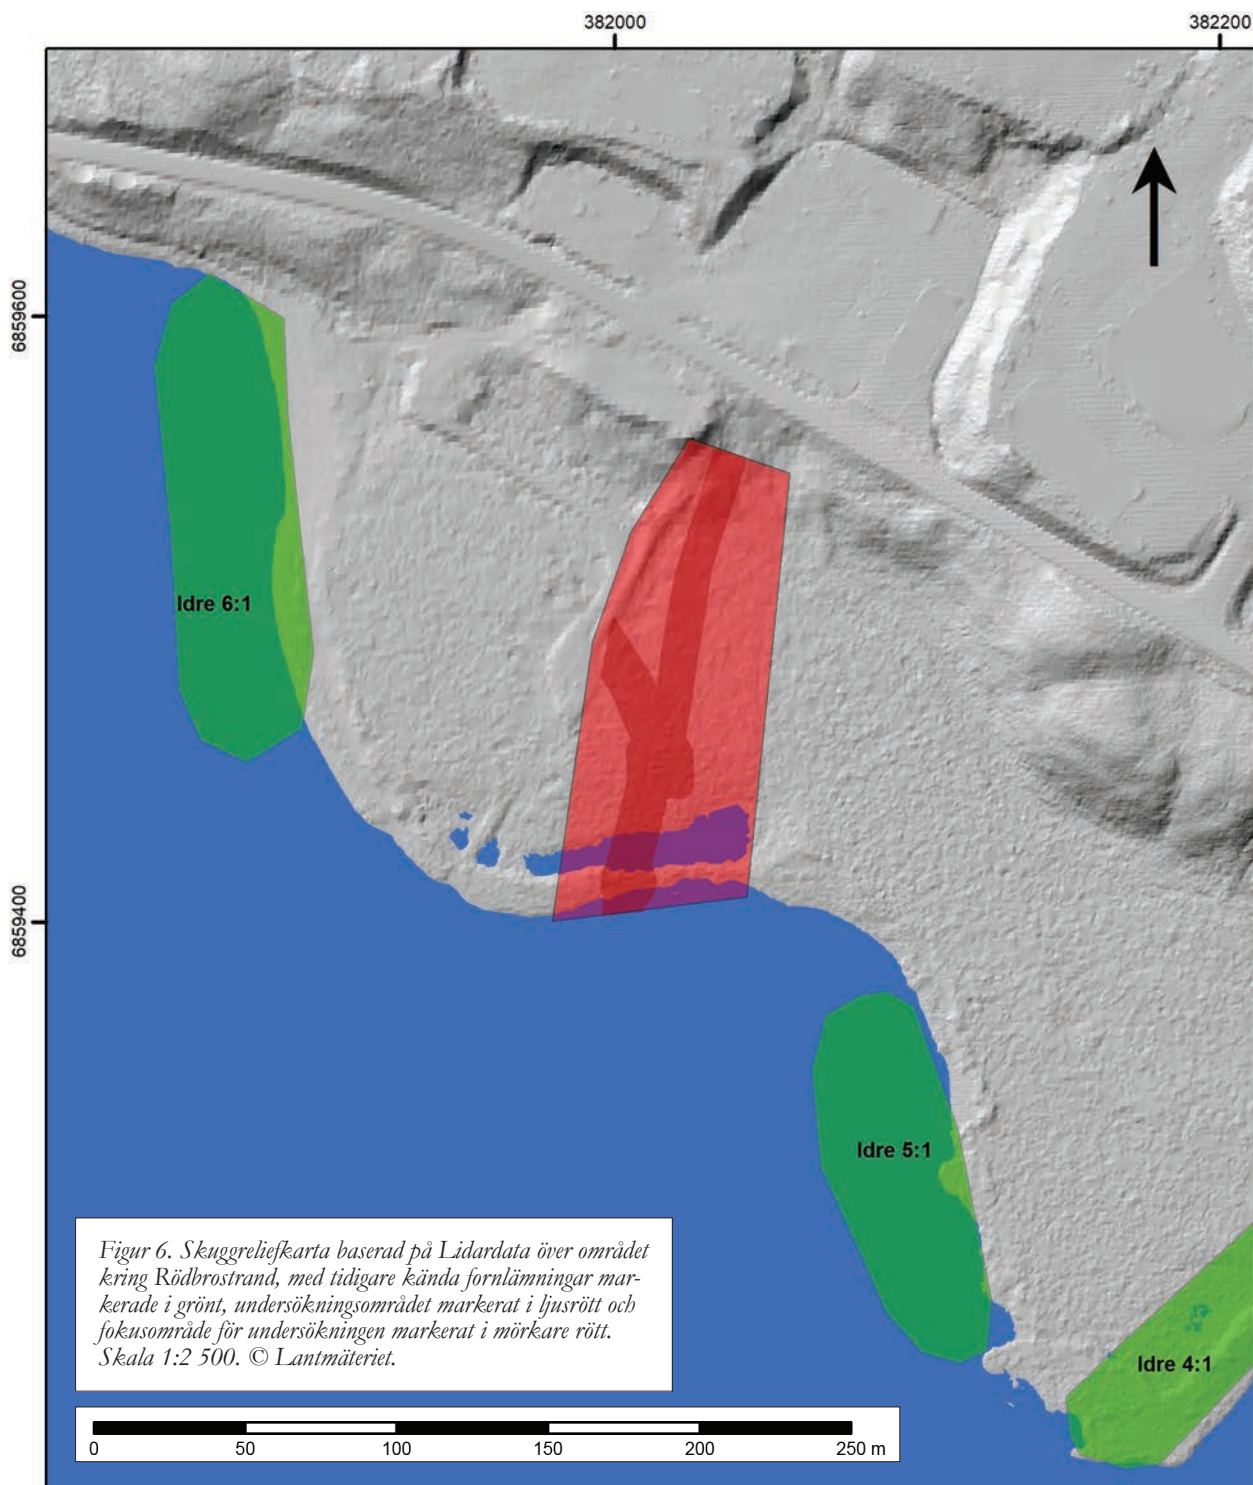 382000
382200
6859600
Idre 6:1
6859400
Idre 5:1
Figur 6. Skuggreliefkarta baserad på Lidardata över området
kring Rödbrostrand, med tidigare kända fornlämningar mar-
kerade i grönt, undersökningsområdet markerat i ljusrött och
fokusområde för undersökningen markerat i mörkare rött.
Skala 1:2 500. © Lantmäteriet.
Idre 4:1
0 50 100 150 200 250 m